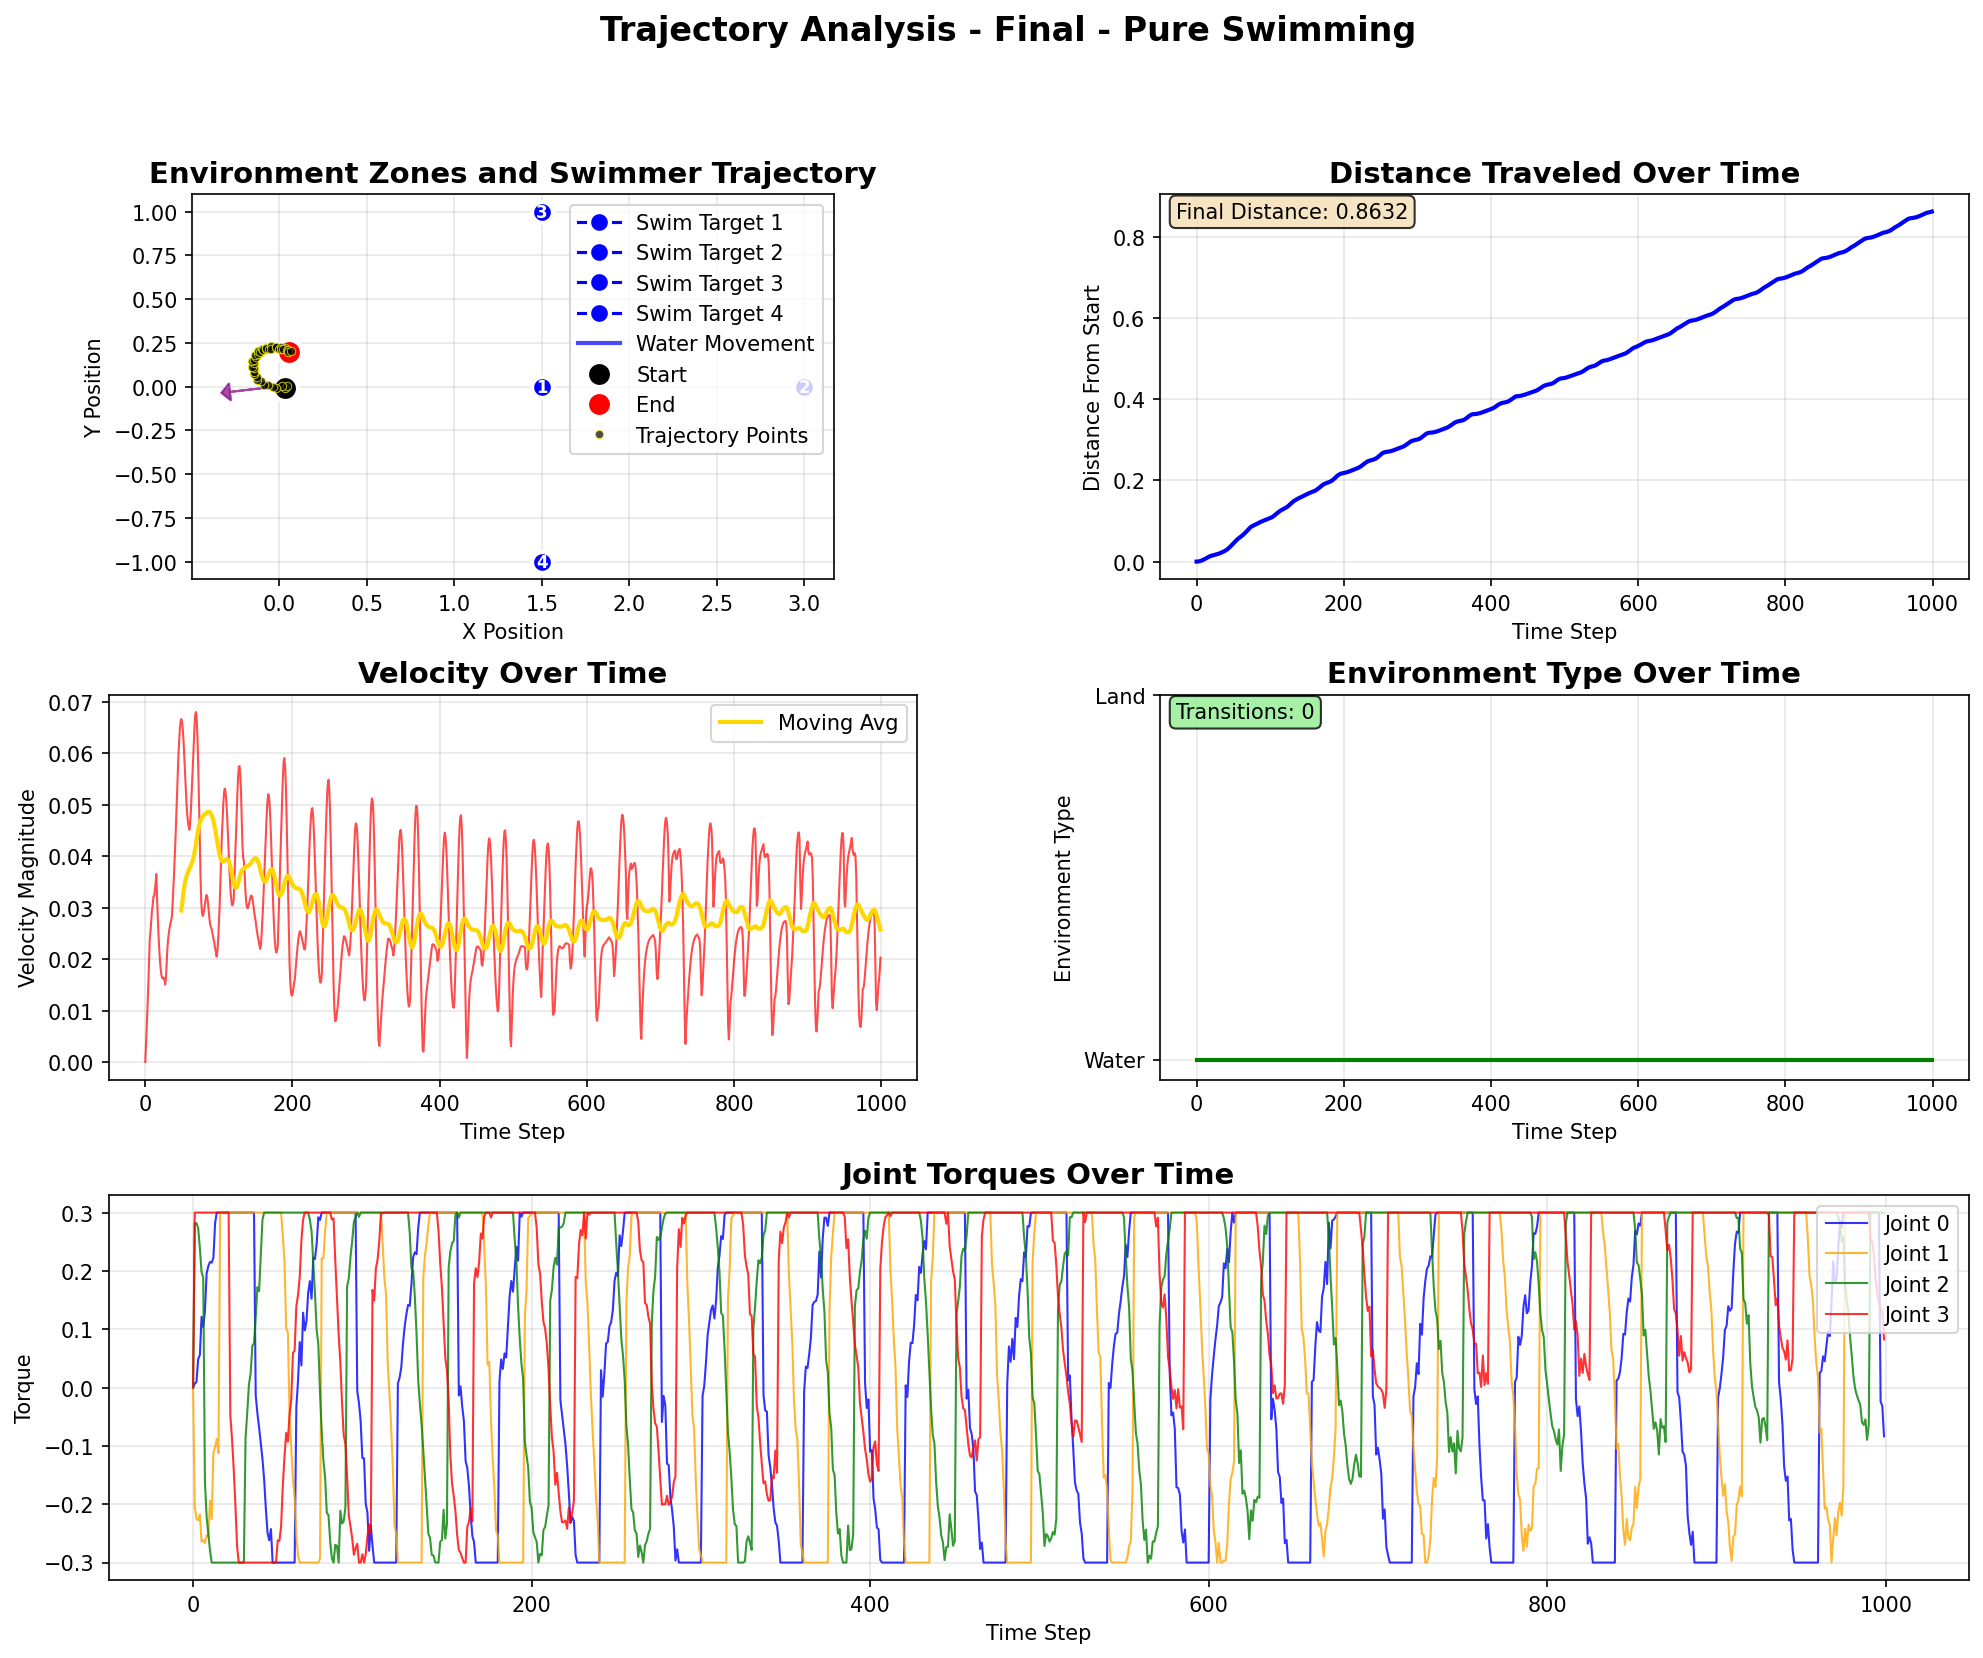 Trajectory Analysis - Final - Pure Swimming
Environment Zones and Swimmer Trajectory
1.00
0.75
0.50
0.25
0.00
−0.25
−0.50
−0.75
−1.00
Y Position
3
1
2
4
Swim Target 1
Swim Target 2
Swim Target 3
Swim Target 4
Water Movement
Start
End
Trajectory Points
0.0 0.5 1.0 1.5 2.0 2.5 3.0
X Position
Distance Traveled Over Time
Final Distance: 0.8632
0.8
0.6
0.4
0.2
0.0
Distance From Start
0 200 400 600 800 1000
Time Step
Velocity Over Time
0.07
0.06
0.05
0.04
0.03
0.02
0.01
0.00
Velocity Magnitude
Moving Avg
0 200 400 600 800 1000
Time Step
Environment Type Over Time
Land
Water
Environment Type
Transitions: 0
0 200 400 600 800 1000
Time Step
Joint Torques Over Time
0.3
0.2
0.1
0.0
−0.1
−0.2
−0.3
Torque
Joint 0
Joint 1
Joint 2
Joint 3
0 200 400 600 800 1000
Time Step